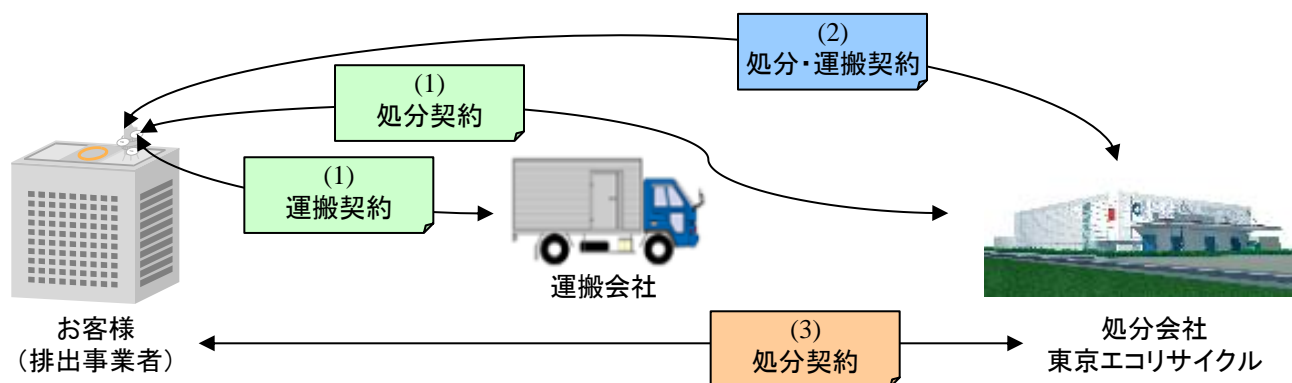 (2)
処分・運搬契約
(1)
処分契約
(1)
運搬契約
運搬会社
お客様
（排出事業者）
(3)
処分契約
処分会社
東京エコリサイクル